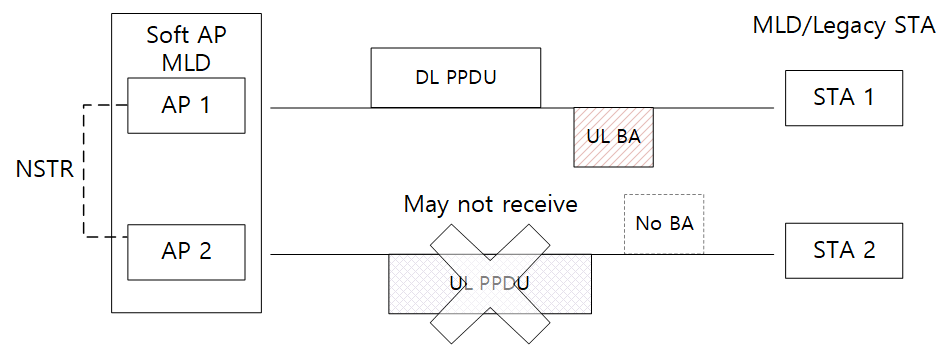 Soft AP
MLD
MLD/Legacy STA
DL PPDU
AP 1
STA 1
UL BA
NSTR
May not receive
No BA
AP 2
STA 2
UL PPDU